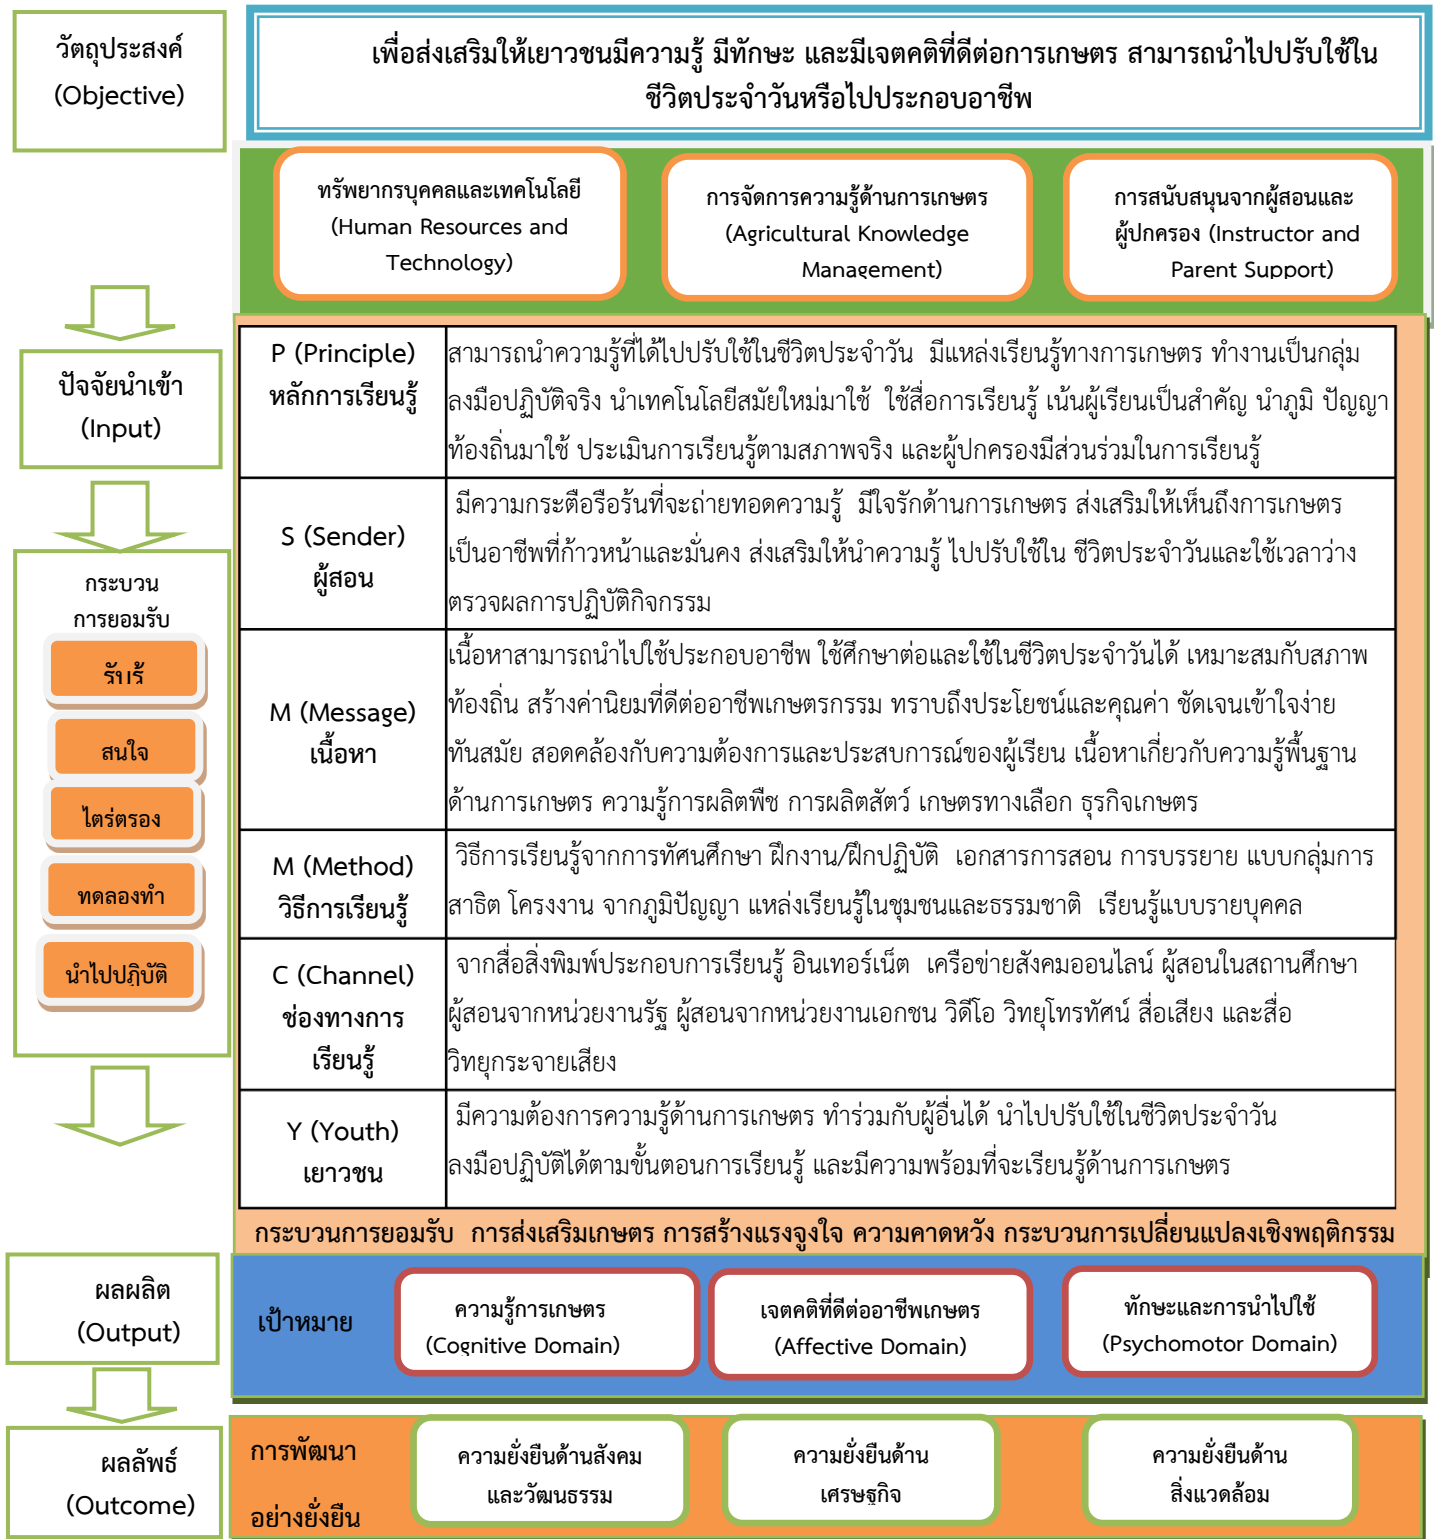 วัตถุประสงค์
(Objective)
เพื่อส่งเสริมให้เยาวชนมีความรู้ มีทักษะ และมีเจตคติที่ดีต่อการเกษตร สามารถนำไปปรับใช้ใน
ชีวิตประจำวันหรือไปประกอบอาชีพ
ทรัพยากรบุคคลและเทคโนโลยี
(Human Resources and
Technology)
การจัดการความรู้ด้านการเกษตร
(Agricultural Knowledge
Management)
การสนับสนุนจากผู้สอนและ
ผู้ปกครอง (Instructor and
Parent Support)
ปัจจัยนำเข้า
(Input)
P (Principle)
หลักการเรียนรู้
สามารถนำความรู้ที่ได้ไปปรับใช้ในชีวิตประจำวัน มีแหล่งเรียนรู้ทางการเกษตร ทำงานเป็นกลุ่ม
ลงมือปฏิบัติจริง นำเทคโนโลยีสมัยใหม่มาใช้ ใช้สื่อการเรียนรู้ เน้นผู้เรียนเป็นสำคัญ นำภูมิ ปัญญา
ท้องถิ่นมาใช้ ประเมินการเรียนรู้ตามสภาพจริง และผู้ปกครองมีส่วนร่วมในการเรียนรู้
S (Sender)
ผู้สอน
มีความกระตือรือร้นที่จะถ่ายทอดความรู้ มีใจรักด้านการเกษตร ส่งเสริมให้เห็นถึงการเกษตร
เป็นอาชีพที่ก้าวหน้าและมั่นคง ส่งเสริมให้นำความรู้ ไปปรับใช้ใน ชีวิตประจำวันและใช้เวลาว่าง
ตรวจผลการปฏิบัติกิจกรรม
กระบวน
การยอมรับ
รับรู้
สนใจ
ไตร่ตรอง
ทดลองทำ
นำไปปฏิบัติ
M (Message)
เนื้อหา
เนื้อหาสามารถนำไปใช้ประกอบอาชีพ ใช้ศึกษาต่อและใช้ในชีวิตประจำวันได้ เหมาะสมกับสภาพ
ท้องถิ่น สร้างค่านิยมที่ดีต่ออาชีพเกษตรกรรม ทราบถึงประโยชน์และคุณค่า ชัดเจนเข้าใจง่าย
ทันสมัย สอดคล้องกับความต้องการและประสบการณ์ของผู้เรียน เนื้อหาเกี่ยวกับความรู้พื้นฐาน
ด้านการเกษตร ความรู้การผลิตพืช การผลิตสัตว์ เกษตรทางเลือก ธุรกิจเกษตร
M (Method)
วิธีการเรียนรู้
วิธีการเรียนรู้จากการทัศนศึกษา ฝึกงาน/ฝึกปฏิบัติ เอกสารการสอน การบรรยาย แบบกลุ่มการ
สาธิต โครงงาน จากภูมิปัญญา แหล่งเรียนรู้ในชุมชนและธรรมชาติ เรียนรู้แบบรายบุคคล
C (Channel)
ช่องทางการ
เรียนรู้
จากสื่อสิ่งพิมพ์ประกอบการเรียนรู้ อินเทอร์เน็ต เครือข่ายสังคมออนไลน์ ผู้สอนในสถานศึกษา
ผู้สอนจากหน่วยงานรัฐ ผู้สอนจากหน่วยงานเอกชน วิดีโอ วิทยุโทรทัศน์ สื่อเสียง และสื่อ
วิทยุกระจายเสียง
Y (Youth)
เยาวชน
มีความต้องการความรู้ด้านการเกษตร ทำร่วมกับผู้อื่นได้ นำไปปรับใช้ในชีวิตประจำวัน
ลงมือปฏิบัติได้ตามขั้นตอนการเรียนรู้ และมีความพร้อมที่จะเรียนรู้ด้านการเกษตร
กระบวนการยอมรับ การส่งเสริมเกษตร การสร้างแรงจูงใจ ความคาดหวัง กระบวนการเปลี่ยนแปลงเชิงพฤติกรรม
ผลผลิต
(Output)
เป้าหมาย
ความรู้การเกษตร
(Cognitive Domain)
เจตคติที่ดีต่ออาชีพเกษตร
(Affective Domain)
ทักษะและการนำไปใช้
(Psychomotor Domain)
ผลลัพธ์
(Outcome)
การพัฒนา
อย่างยั่งยืน
ความยั่งยืนด้านสังคม
และวัฒนธรรม
ความยั่งยืนด้าน
เศรษฐกิจ
ความยั่งยืนด้าน
สิ่งแวดล้อม